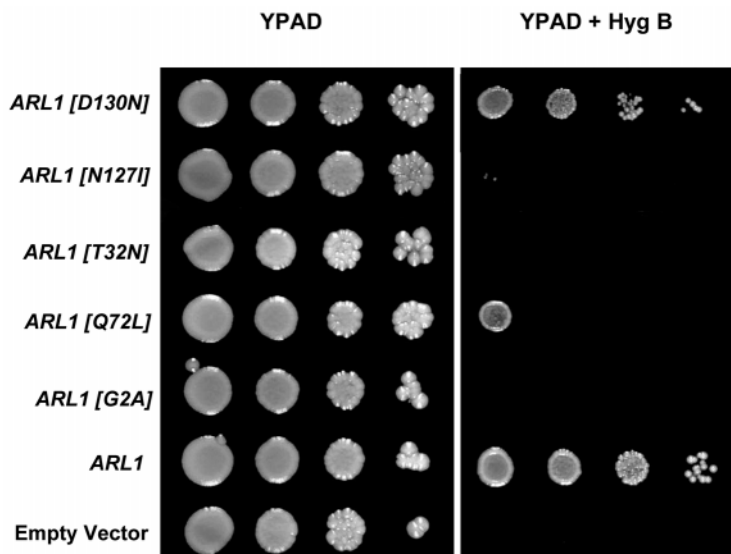 YPAD YPAD + Hyg B
ARL1 [D130N]
ARL1 [N127I]
ARL1 [T32N]
ARL1 [Q72L]
ARL1 [G2A]
ARL1
Empty Vector